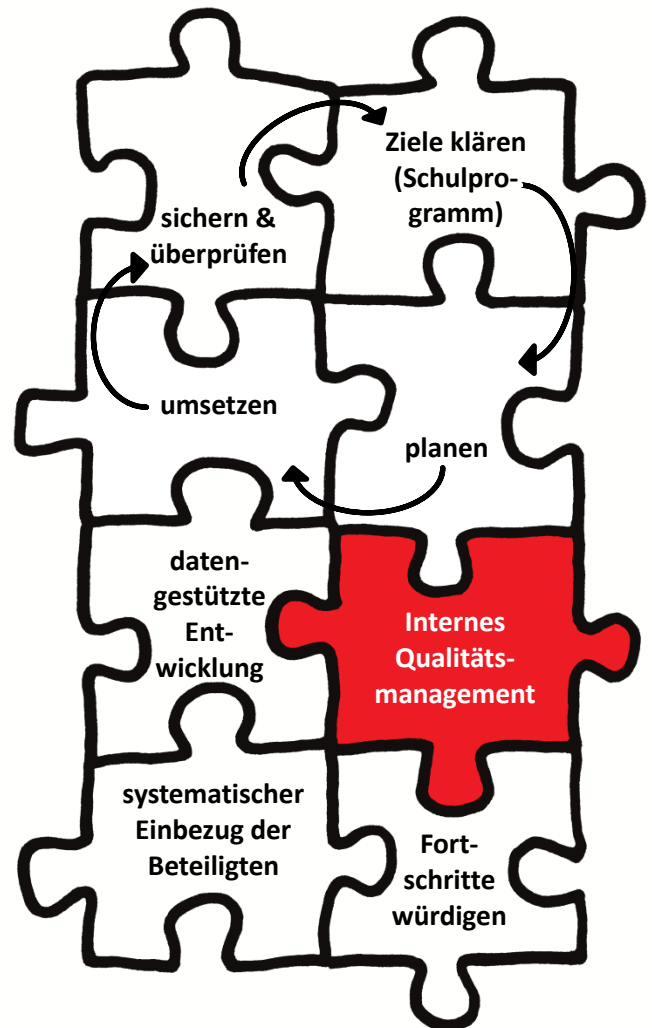 sichern &
überprüfen
Ziele klären
(Schulpro-
gramm)
umsetzen
planen
daten-
gestützte
Ent-
wicklung
Internes
Qualitäts-
management
systematischer
Einbezug der
Beteiligten
Fort-
schritte
würdigen